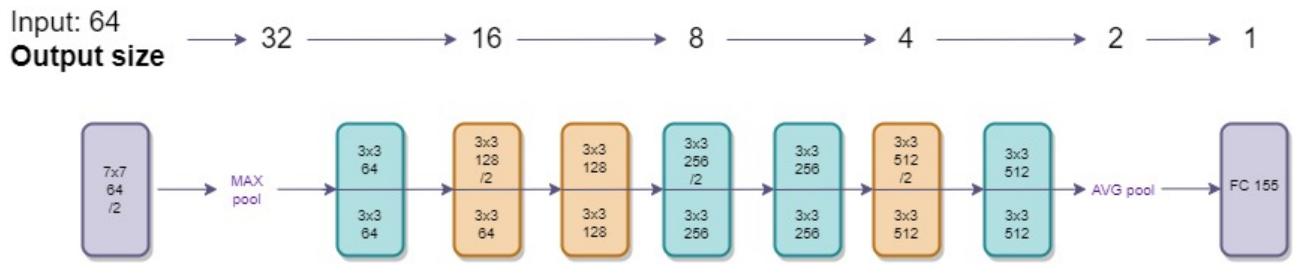 Input: 64
Output size
32
16
8
4
2
1
7x7
64
/2
MAX
pool
3x3
64
3x3
64
3x3
128
/2
3x3
64
3x3
128
3x3
128
3x3
256
/2
3x3
256
3x3
256
3x3
256
3x3
512
/2
3x3
512
3x3
512
3x3
512
AVG pool
FC 155